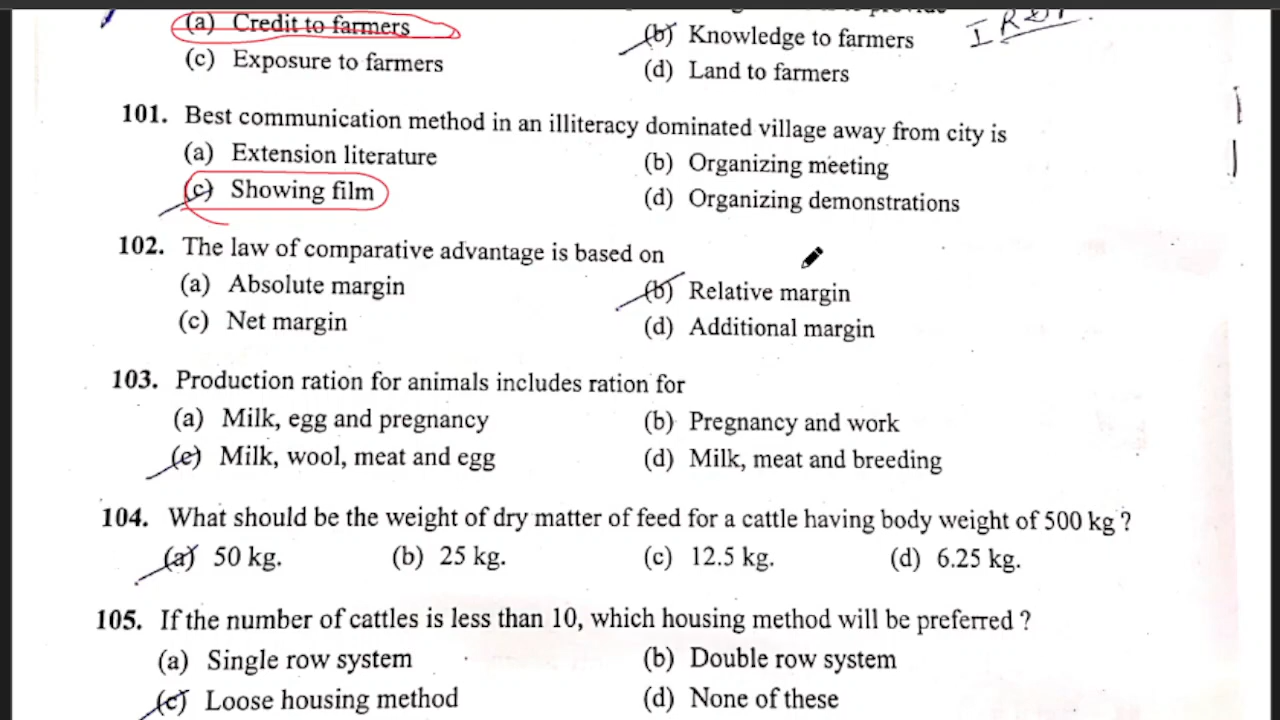 (a) Credit to farmers
(b) Knowledge to farmers
(c) Exposure to farmers
(d) Land to farmers
101. Best communication method in an illiteracy dominated village away from city is
(a) Extension literature
(b) Organizing meeting
(c) Showing film
(d) Organizing demonstrations
102. The law of comparative advantage is based on
(a) Absolute margin
(b) Relative margin
(c) Net margin
(d) Additional margin
103. Production ration for animals includes ration for
(a) Milk, egg and pregnancy
(b) Pregnancy and work
(c) Milk, wool, meat and egg
(d) Milk, meat and breeding
104. What should be the weight of dry matter of feed for a cattle having body weight of 500 kg ?
(a) 50 kg. (b) 25 kg. (c) 12.5 kg. (d) 6.25 kg.
105. If the number of cattles is less than 10, which housing method will be preferred ?
(a) Single row system
(b) Double row system
(c) Loose housing method
(d) None of these